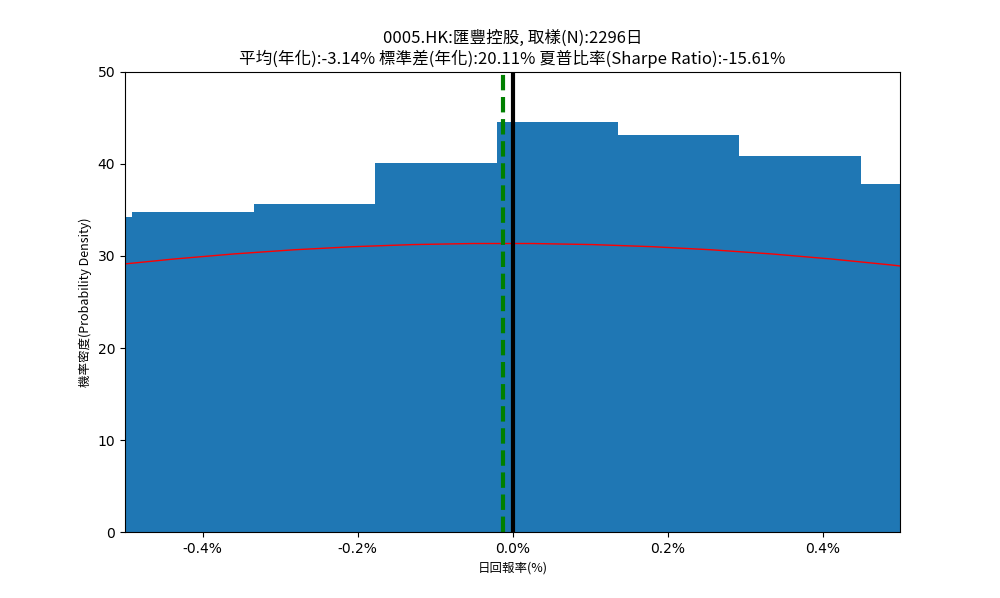 0005.HK:匯豐控股, 取樣(N):2296日
平均(年化):-3.14% 標準差(年化):20.11% 夏普比率(Sharpe Ratio):-15.61%
50
40
30
20
10
0
機率密度(Probability Density)
-0.4%
-0.2%
0.0%
0.2%
0.4%
日回報率(%)